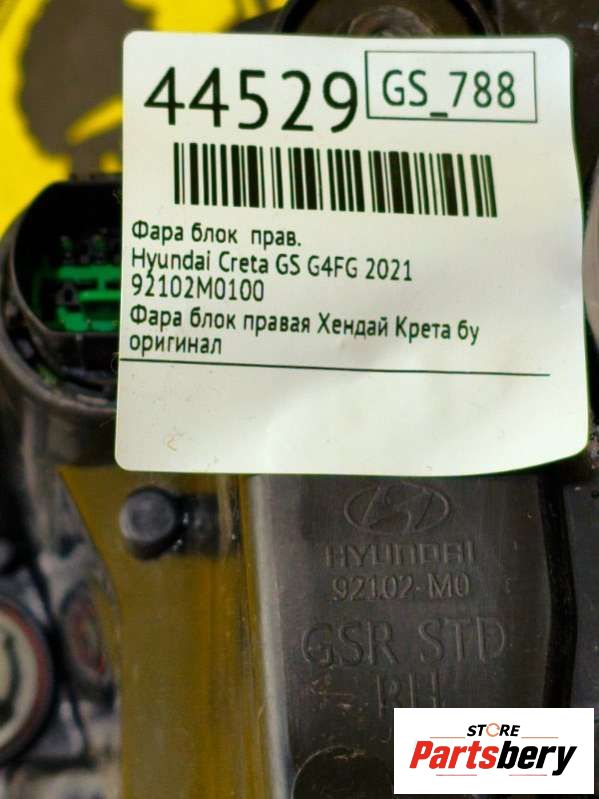 44529
GS_788
Фара блок прав.
Hyundai Creta GS G4FG 2021
92102M0100
Фара блок правая Хендай Крета бу
оригинал
HYUNDAI
92102-M0
GSR STD
RH
STORE
Partsbery